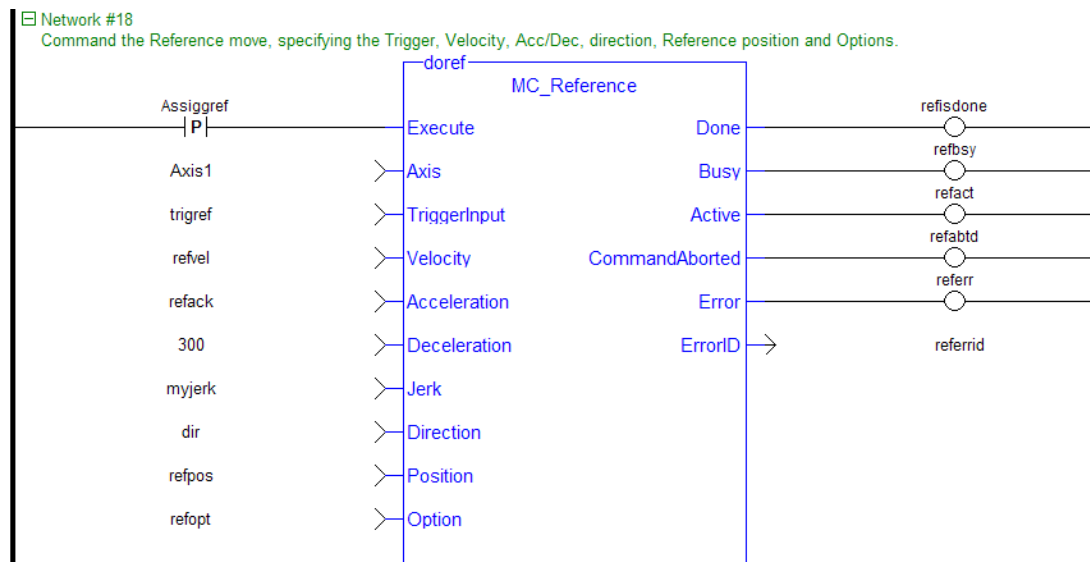 Network #18
Command the Reference move, specifying the Trigger, Velocity, Acc/Dec, direction, Reference position and Options.
doref
MC_Reference
Assiggref
P
Execute
Done
refisdone
Axis1
Axis
Busy
refbsy
trigref
TriggerInput
Active
refact
refvel
Velocity
CommandAborted
refabtd
refack
Acceleration
Error
referr
300
Deceleration
ErrorID
referrid
myjerk
Jerk
dir
Direction
refpos
Position
refopt
Option